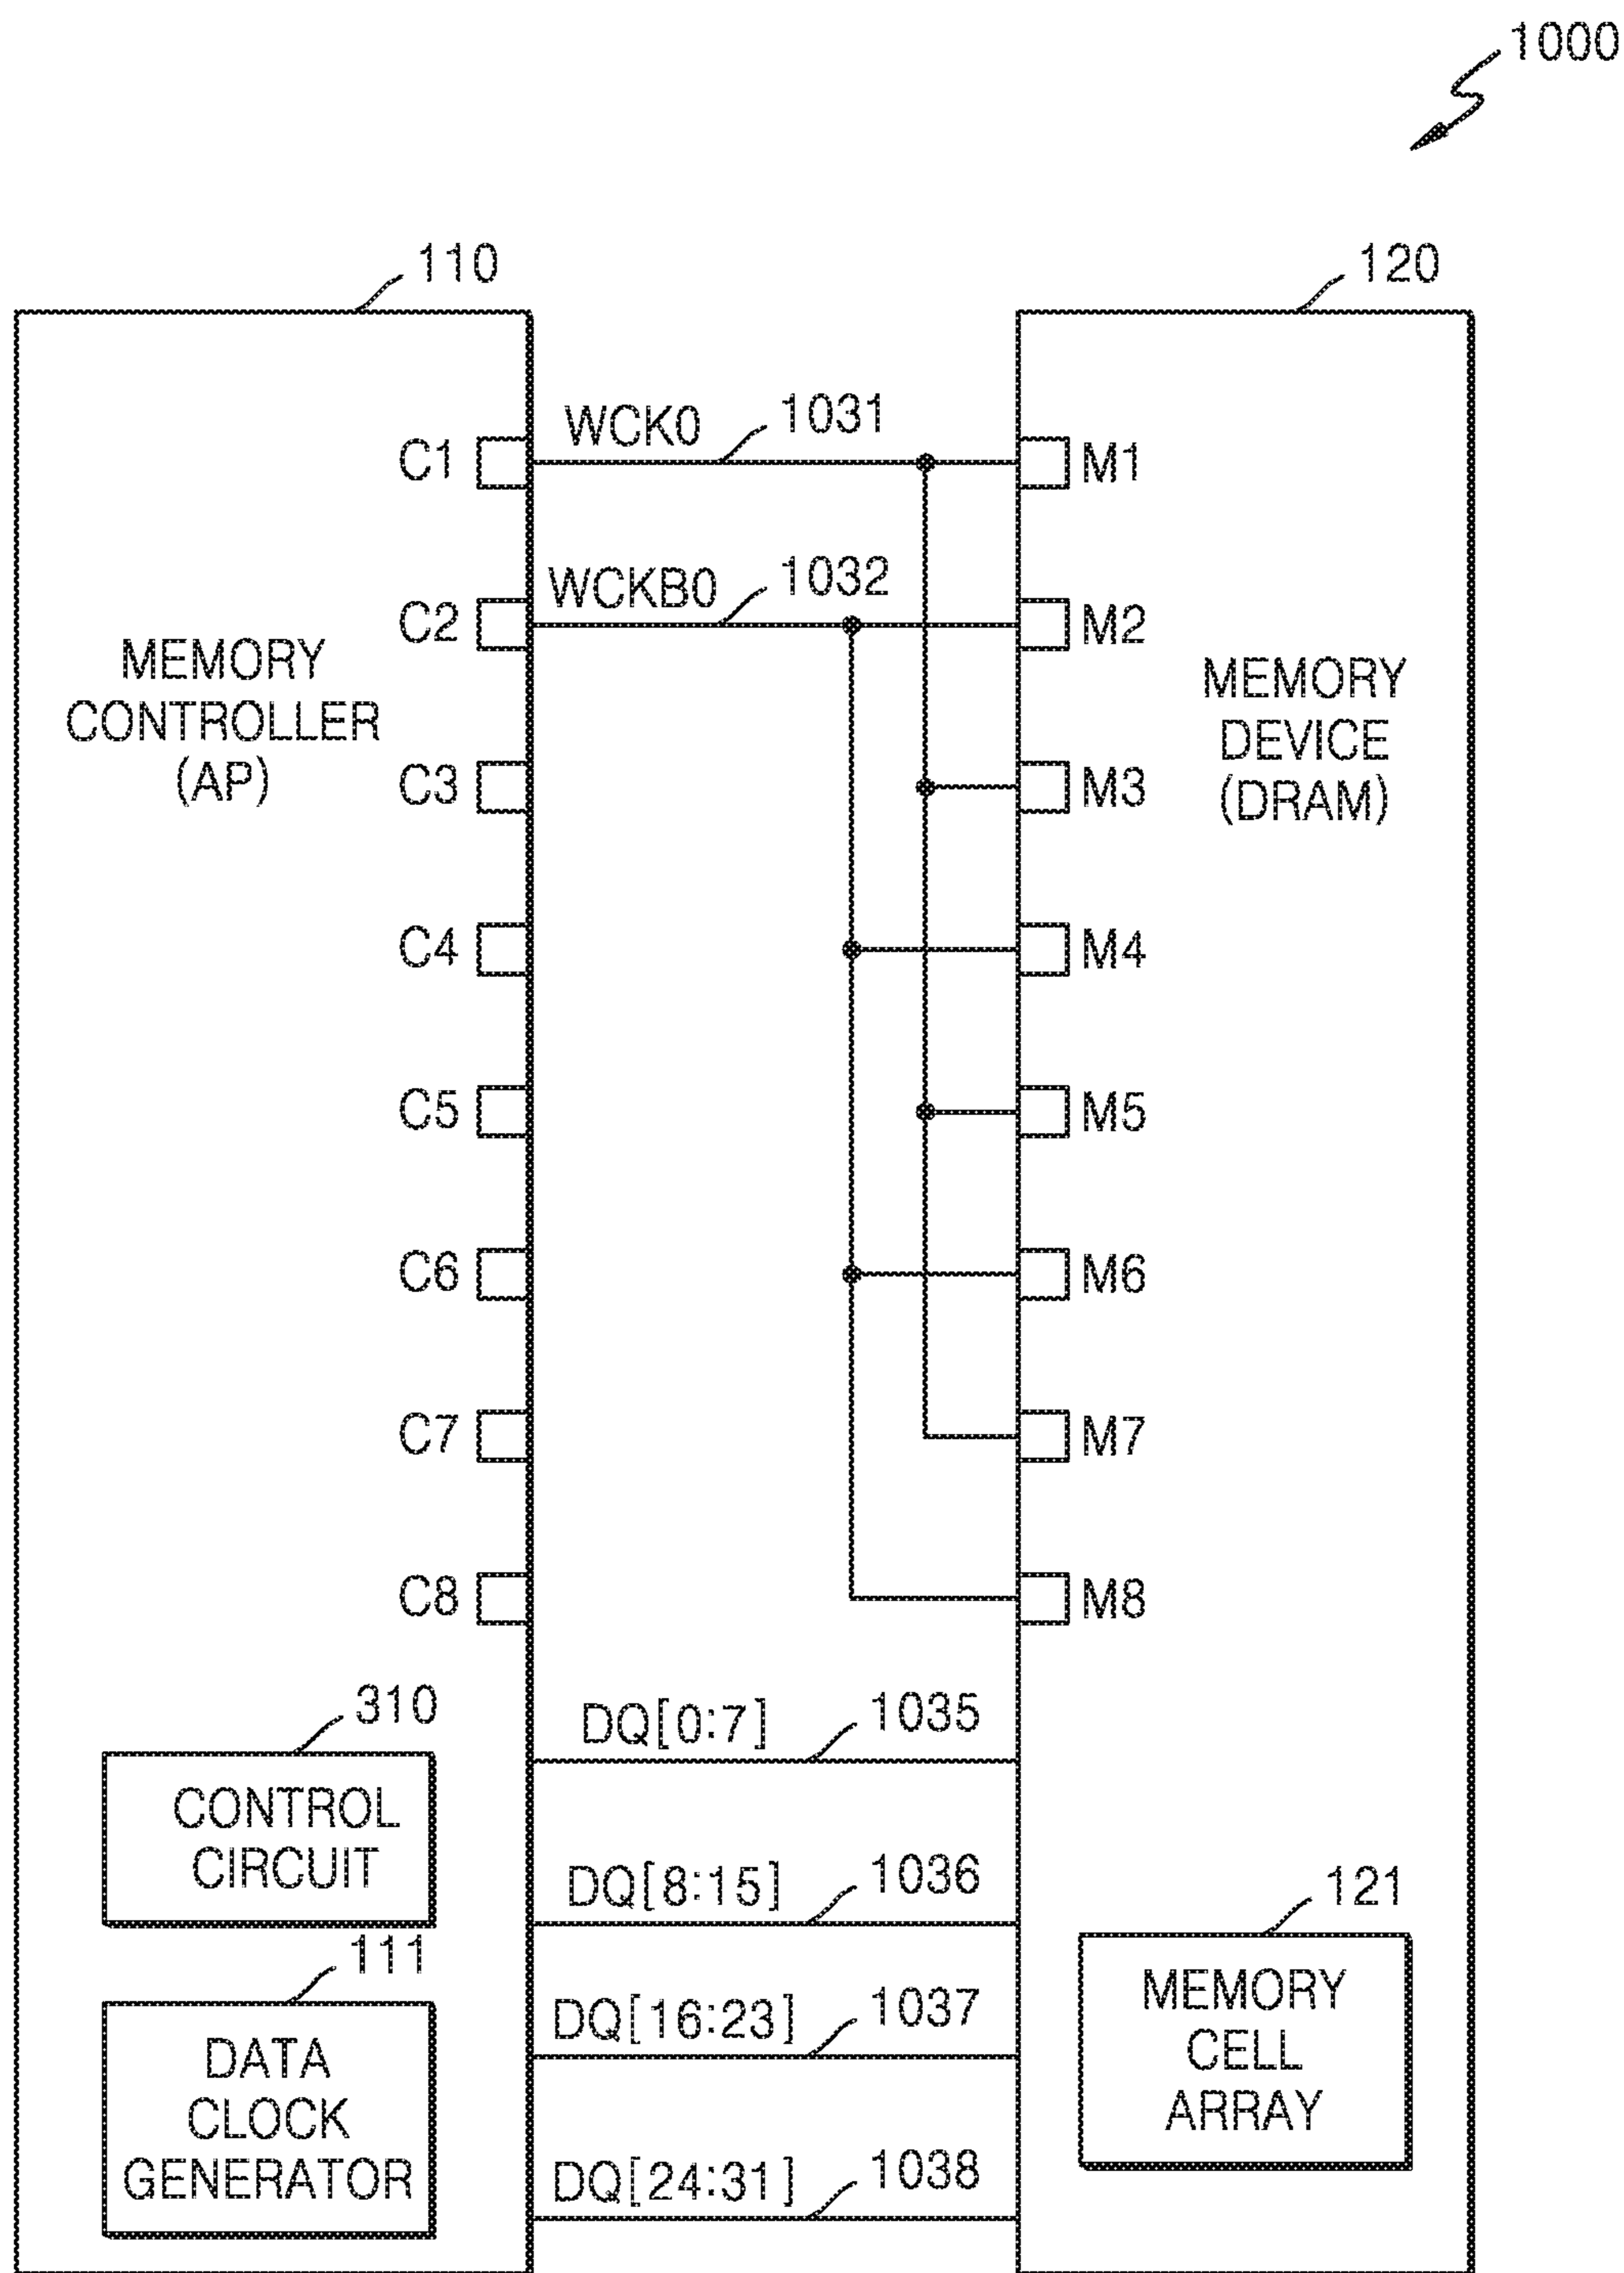 1000
110
120
WCK0
1031
C1
M1
WCKB0
1032
C2
M2
MEMORY
CONTROLLER
(AP)
MEMORY
DEVICE
(DRAM)
C3
M3
C4
M4
C5
M5
C6
M6
C7
M7
C8
M8
310
DQ[0:7]
1035
CONTROL
CIRCUIT
DQ[8:15]
1036
121
111
DQ[16:23]
1037
MEMORY
CELL
ARRAY
DATA
CLOCK
GENERATOR
DQ[24:31]
1038